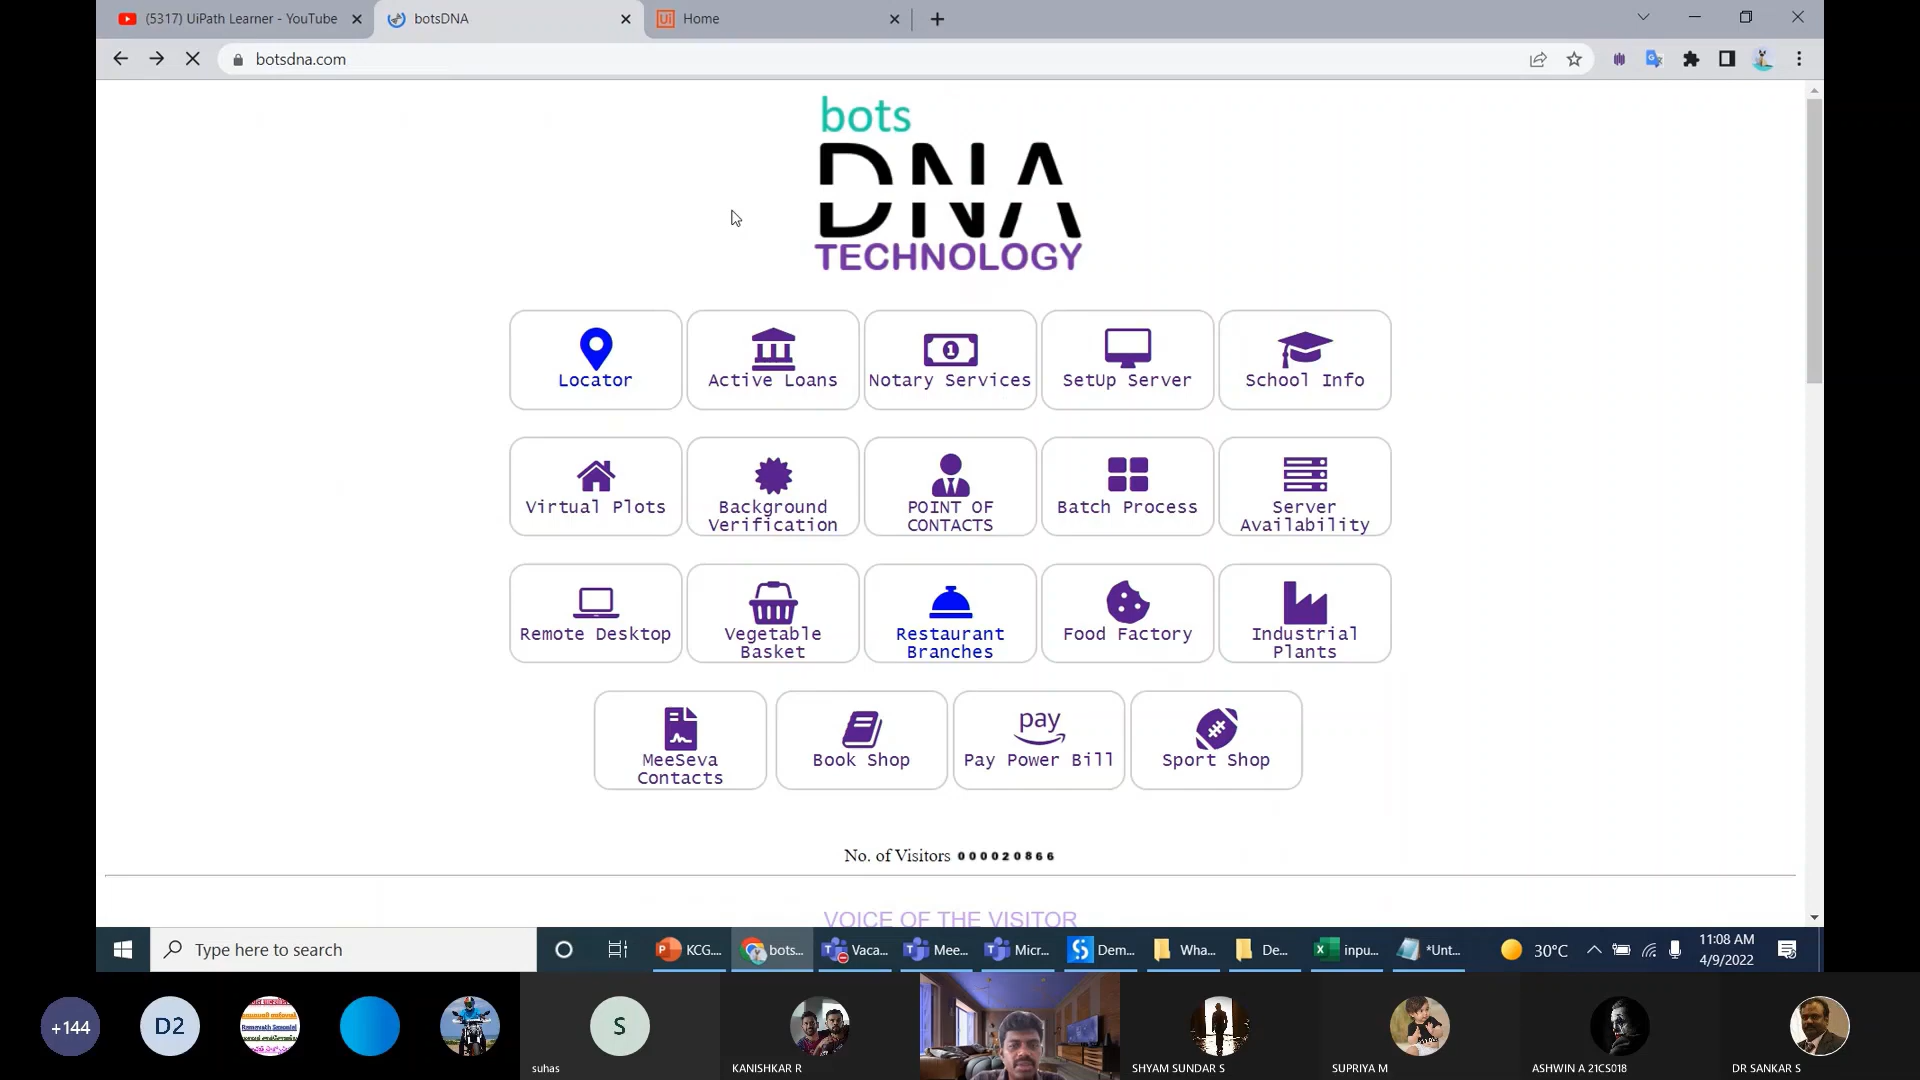 (5317) UiPath Learner - YouTube
botsDNA
Ui Home
botsdna.com
bots
DNA
TECHNOLOGY
Locator
Active Loans
Notary Services
SetUp Server
School Info
Virtual Plots
Background
Verification
POINT OF
CONTACTS
Batch Process
Server
Availability
Remote Desktop
Vegetable
Basket
Restaurant
Branches
Food Factory
Industrial
Plants
MeeSeva
Contacts
Book Shop
pay
Pay Power Bill
Sport Shop
No. of Visitors 000020866
VOICE OF THE VISITOR
Type here to search
KCG...
bots...
Vaca...
Mee...
Micr...
Dem...
Wha...
De...
inpu...
*Unt...
30°C
11:08 AM
4/9/2022
+144
D2
S
suhas
KANISHKAR R
SHYAM SUNDAR S
SUPRIYA M
ASHWIN A 21CS018
DR SANKAR S